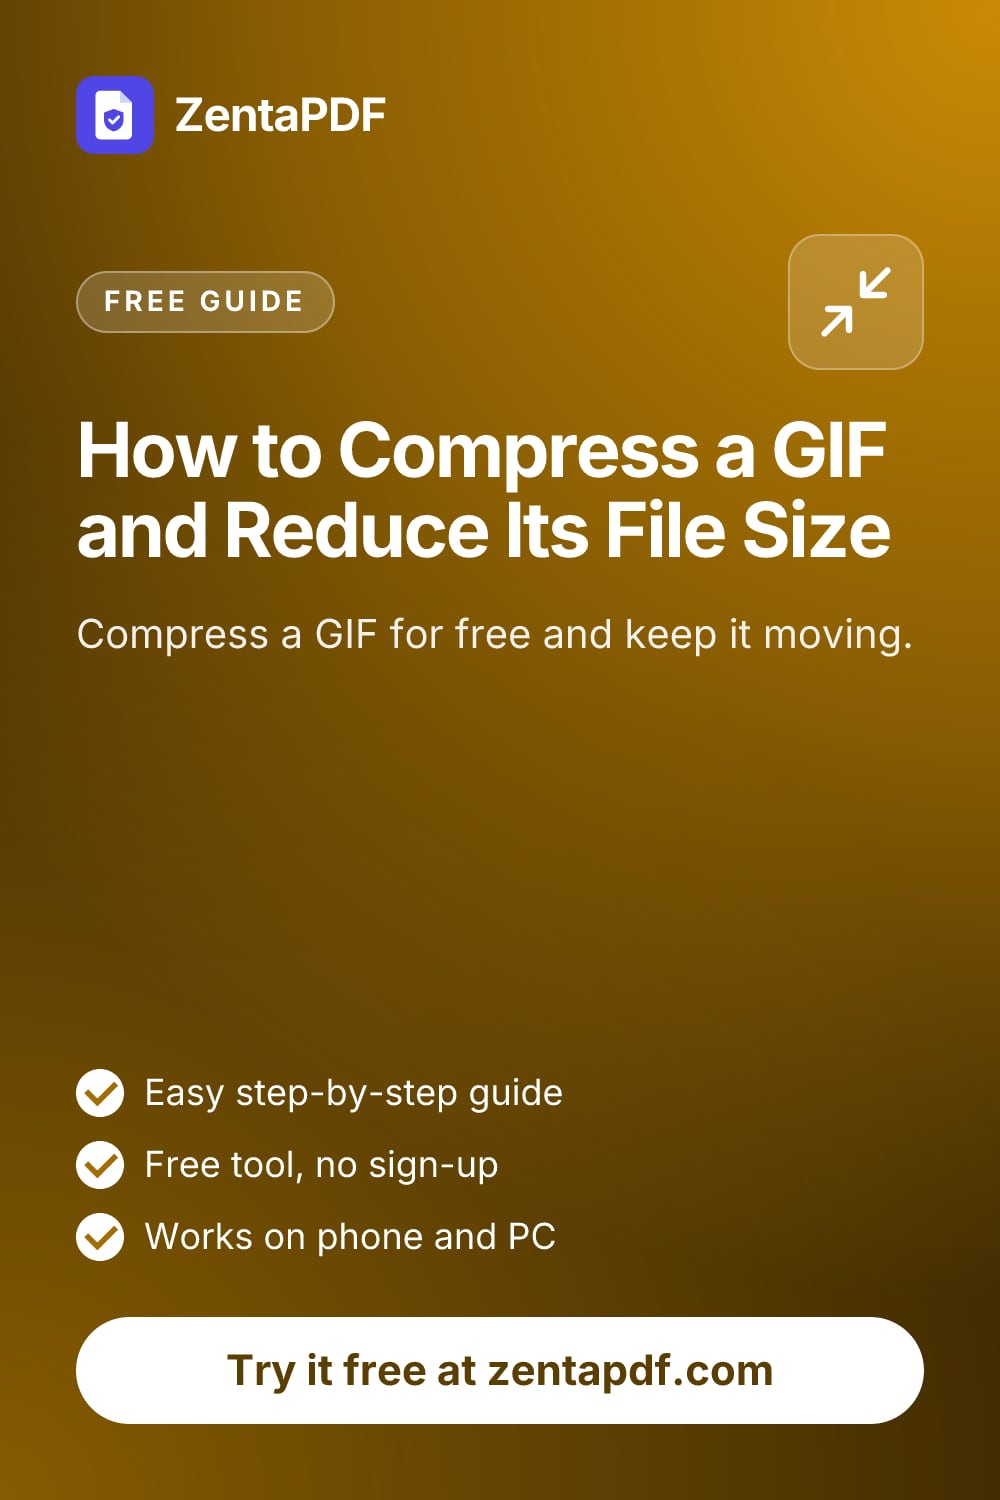 ZentaPDF
FREE GUIDE
How to Compress a GIF
and Reduce Its File Size
Compress a GIF for free and keep it moving.
Easy step-by-step guide
Free tool, no sign-up
Works on phone and PC
Try it free at zentapdf.com